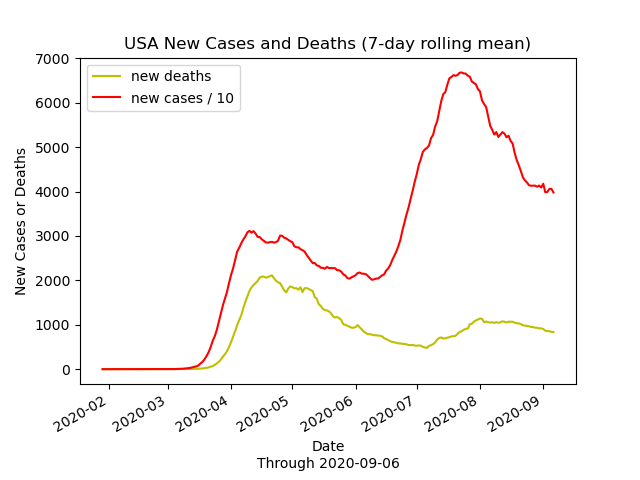 USA New Cases and Deaths (7-day rolling mean)
new deaths
new cases / 10
7000
6000
5000
4000
3000
2000
1000
0
New Cases or Deaths
2020-02
2020-03
2020-04
2020-05
2020-06
2020-07
2020-08
2020-09
Date
Through 2020-09-06